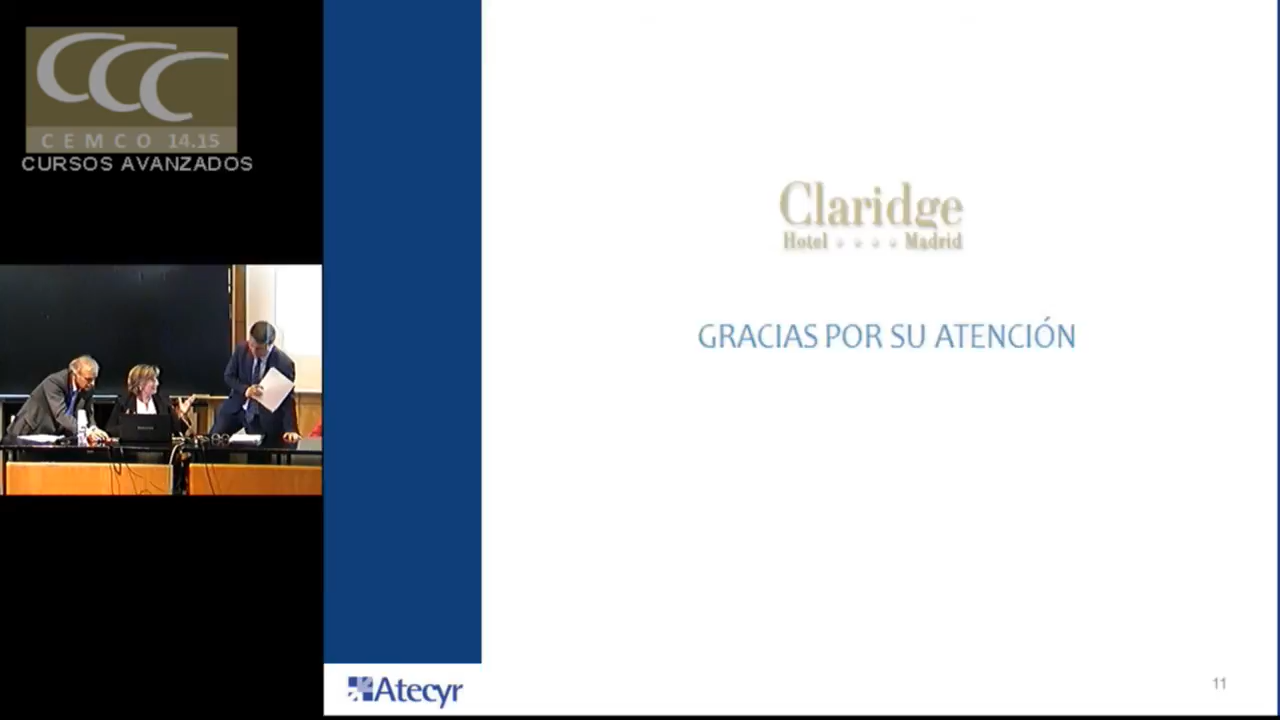 CCC
CEMCO 14.15
CURSOS AVANZADOS
Claridge
Hotel Madrid
GRACIAS POR SU ATENCIÓN
Atecyr
11